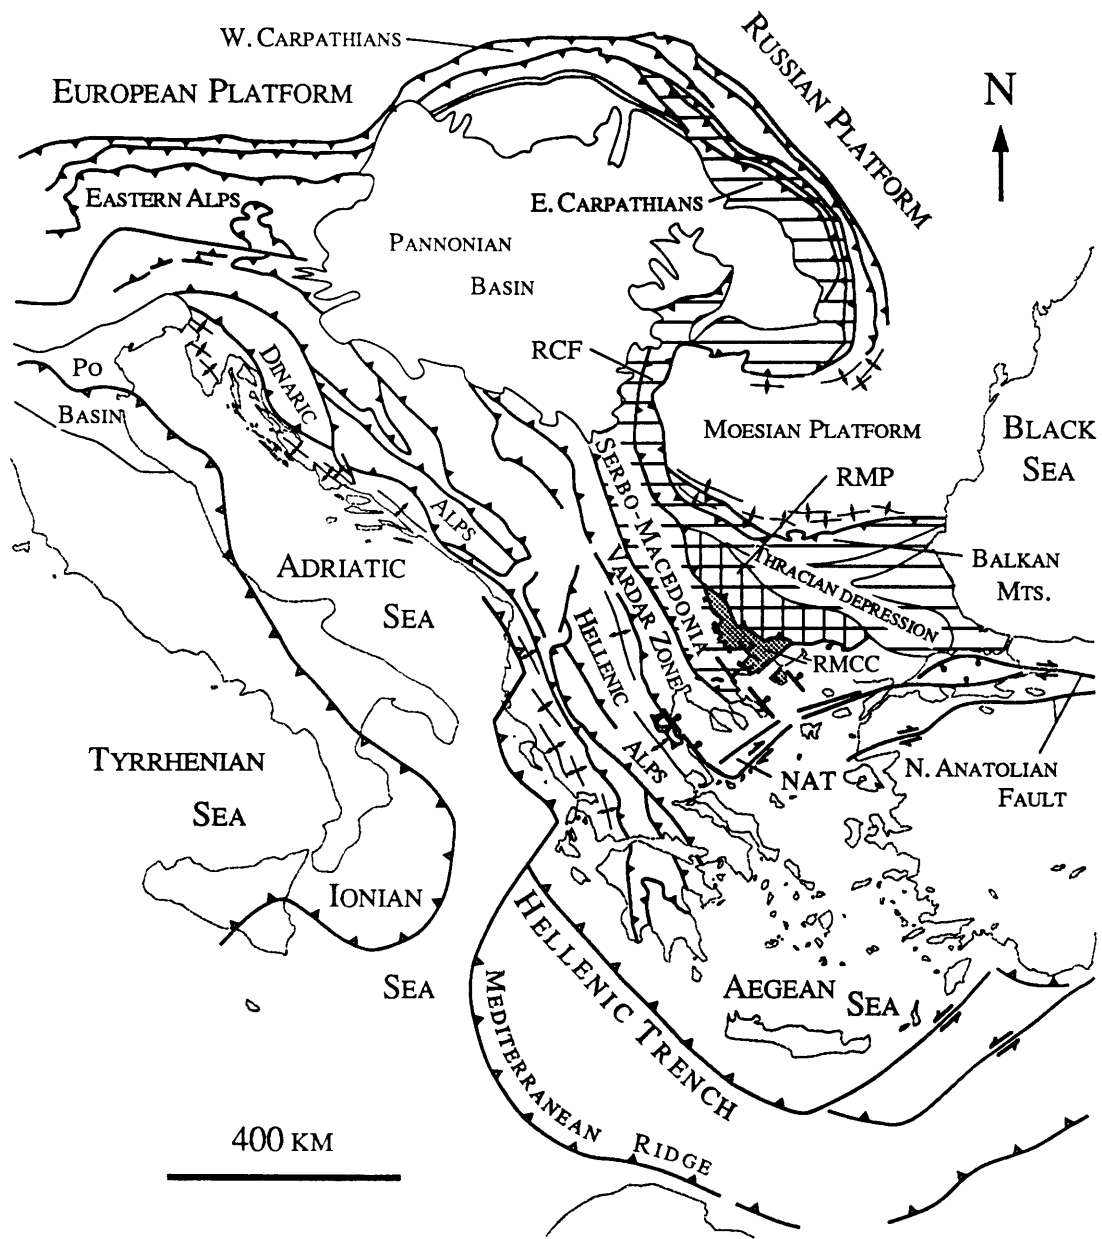 W. CARPATHIANS
EUROPEAN PLATFORM
RUSSIAN PLATFORM
N
EASTERN ALPS
E. CARPATHIANS
PANNONIAN
BASIN
RCF
PO
BASIN
DINARIC
ALPS
MOESIAN PLATFORM
BLACK
SEA
RMP
SERBO-MACEDONIA
VARDAR ZONE
THRACIAN DEPRESSION
BALKAN
MTS.
ADRIATIC
SEA
HELLENIC
ALPS
RMCC
TYRRHENIAN
SEA
NAT
N. ANATOLIAN
FAULT
IONIAN
SEA
HELLENIC TRENCH
AEGEAN SEA
MEDITERRANEAN RIDGE
400 KM